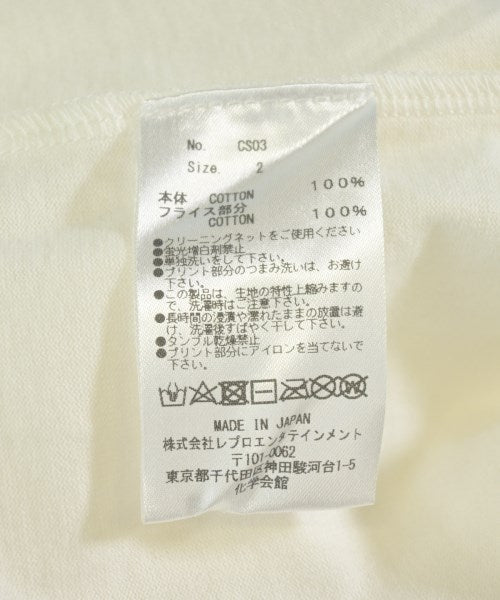 No. CS03
Size. 2
本体 COTTON 100%
フライス部分
COTTON 100%
●クリーニングネットをご使用ください
●蛍光増白剤禁止
●単独洗いをして下さい。
●プリント部分のつまみ洗いは、お避け
下さい。
●この製品は、生地の特性上縮みますの
で、洗濯時はご注意下さい。
●長時間の浸漬や濡れたままの放置は避
け、洗濯後すばやく干して下さい。
●タンブル乾燥禁止
●プリント部分にアイロンを当てないで
下さい。
MADE IN JAPAN
株式会社レプロエンタテインメント
〒101-0062
東京都千代田区神田駿河台1-5
化学会館